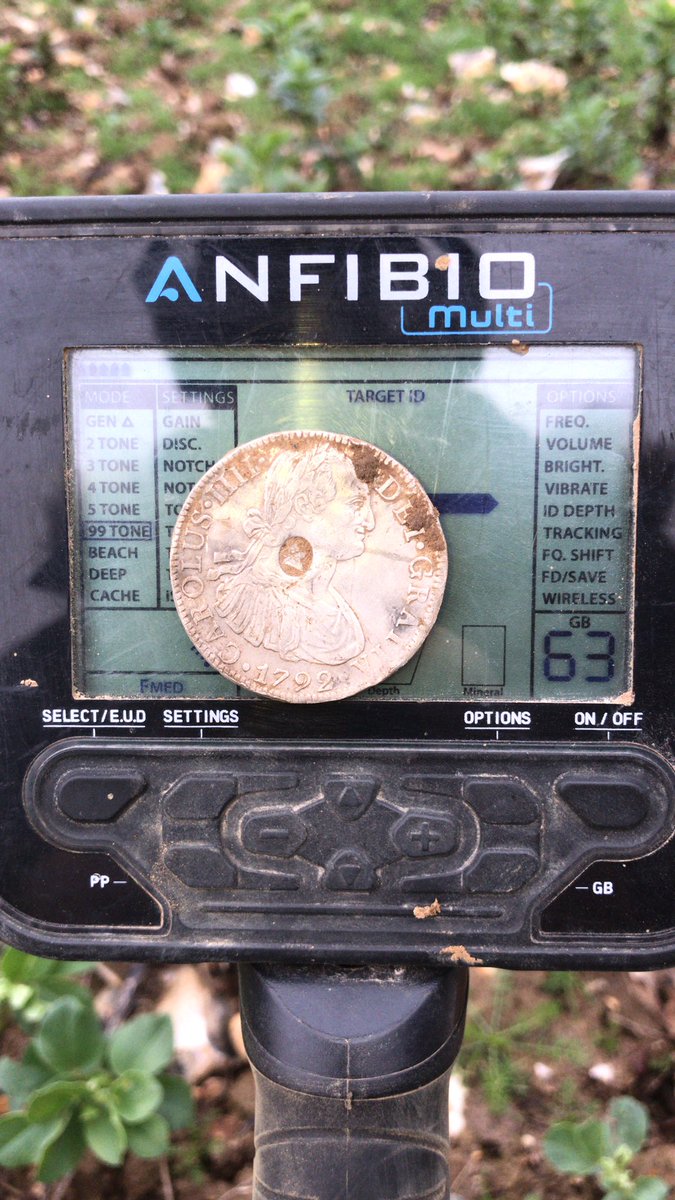 ANFIBIO
Multi
MODE SETTINGS TARGET ID OPTIONS
GEN GAIN FREQ.
2 TONE DISC. VOLUME
3 TONE NOTCH BRIGHT.
4 TONE VIBRATE
5 TONE ID DEPTH
99 TONE TRACKING
BEACH FQ. SHIFT
DEEP FD/SAVE
CACHE WIRELESS
CAROLUS·IIII· DEI·GRATIA
·1792·
GB
63
FMED Depth Mineral
SELECT/E.U.D SETTINGS OPTIONS ON / OFF
PP
GB